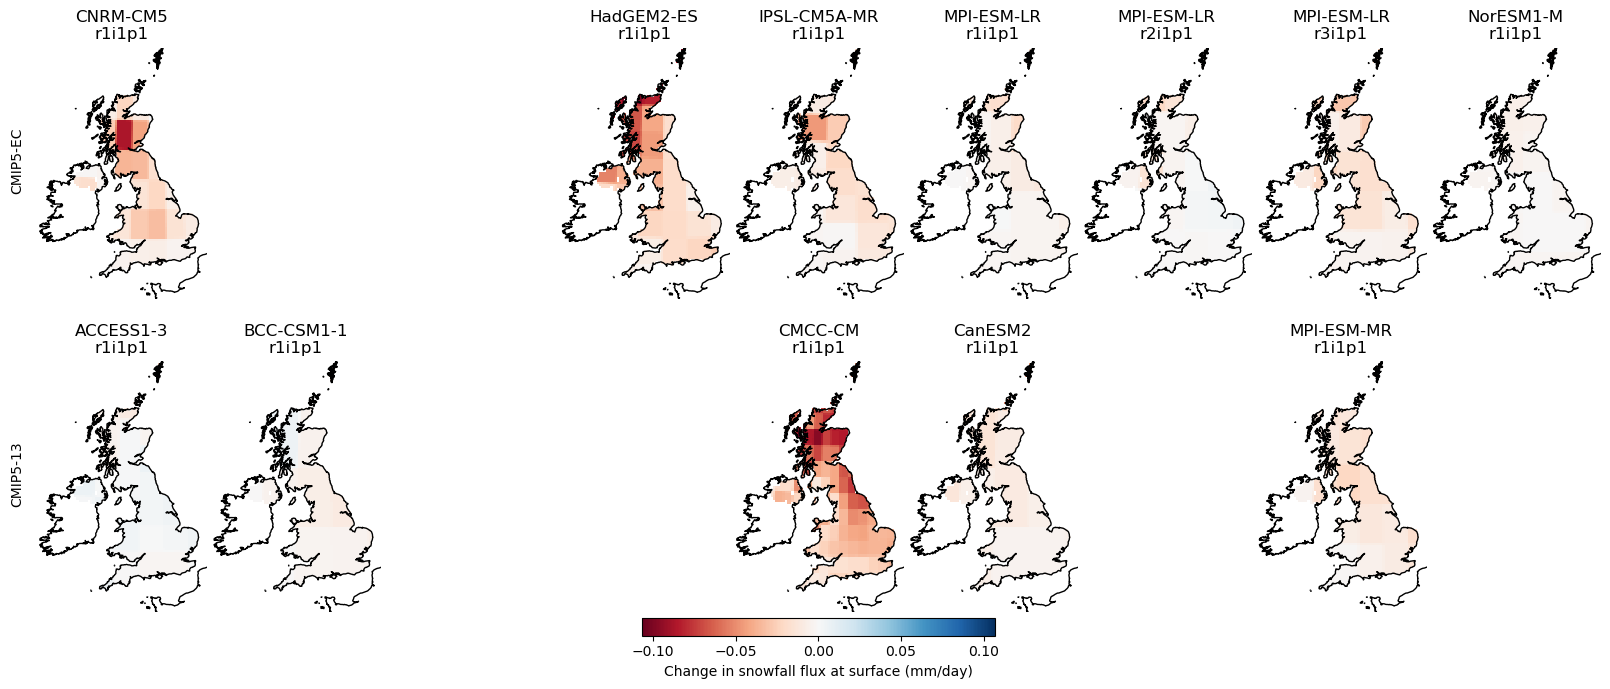 CNRM-CM5
r1i1p1
HadGEM2-ES
r1i1p1
IPSL-CM5A-MR
r1i1p1
MPI-ESM-LR
r1i1p1
MPI-ESM-LR
r2i1p1
MPI-ESM-LR
r3i1p1
NorESM1-M
r1i1p1
CMIP5-EC
ACCESS1-3
r1i1p1
BCC-CSM1-1
r1i1p1
CMCC-CM
r1i1p1
CanESM2
r1i1p1
MPI-ESM-MR
r1i1p1
CMIP5-13
−0.10 −0.05 0.00 0.05 0.10
Change in snowfall flux at surface (mm/day)